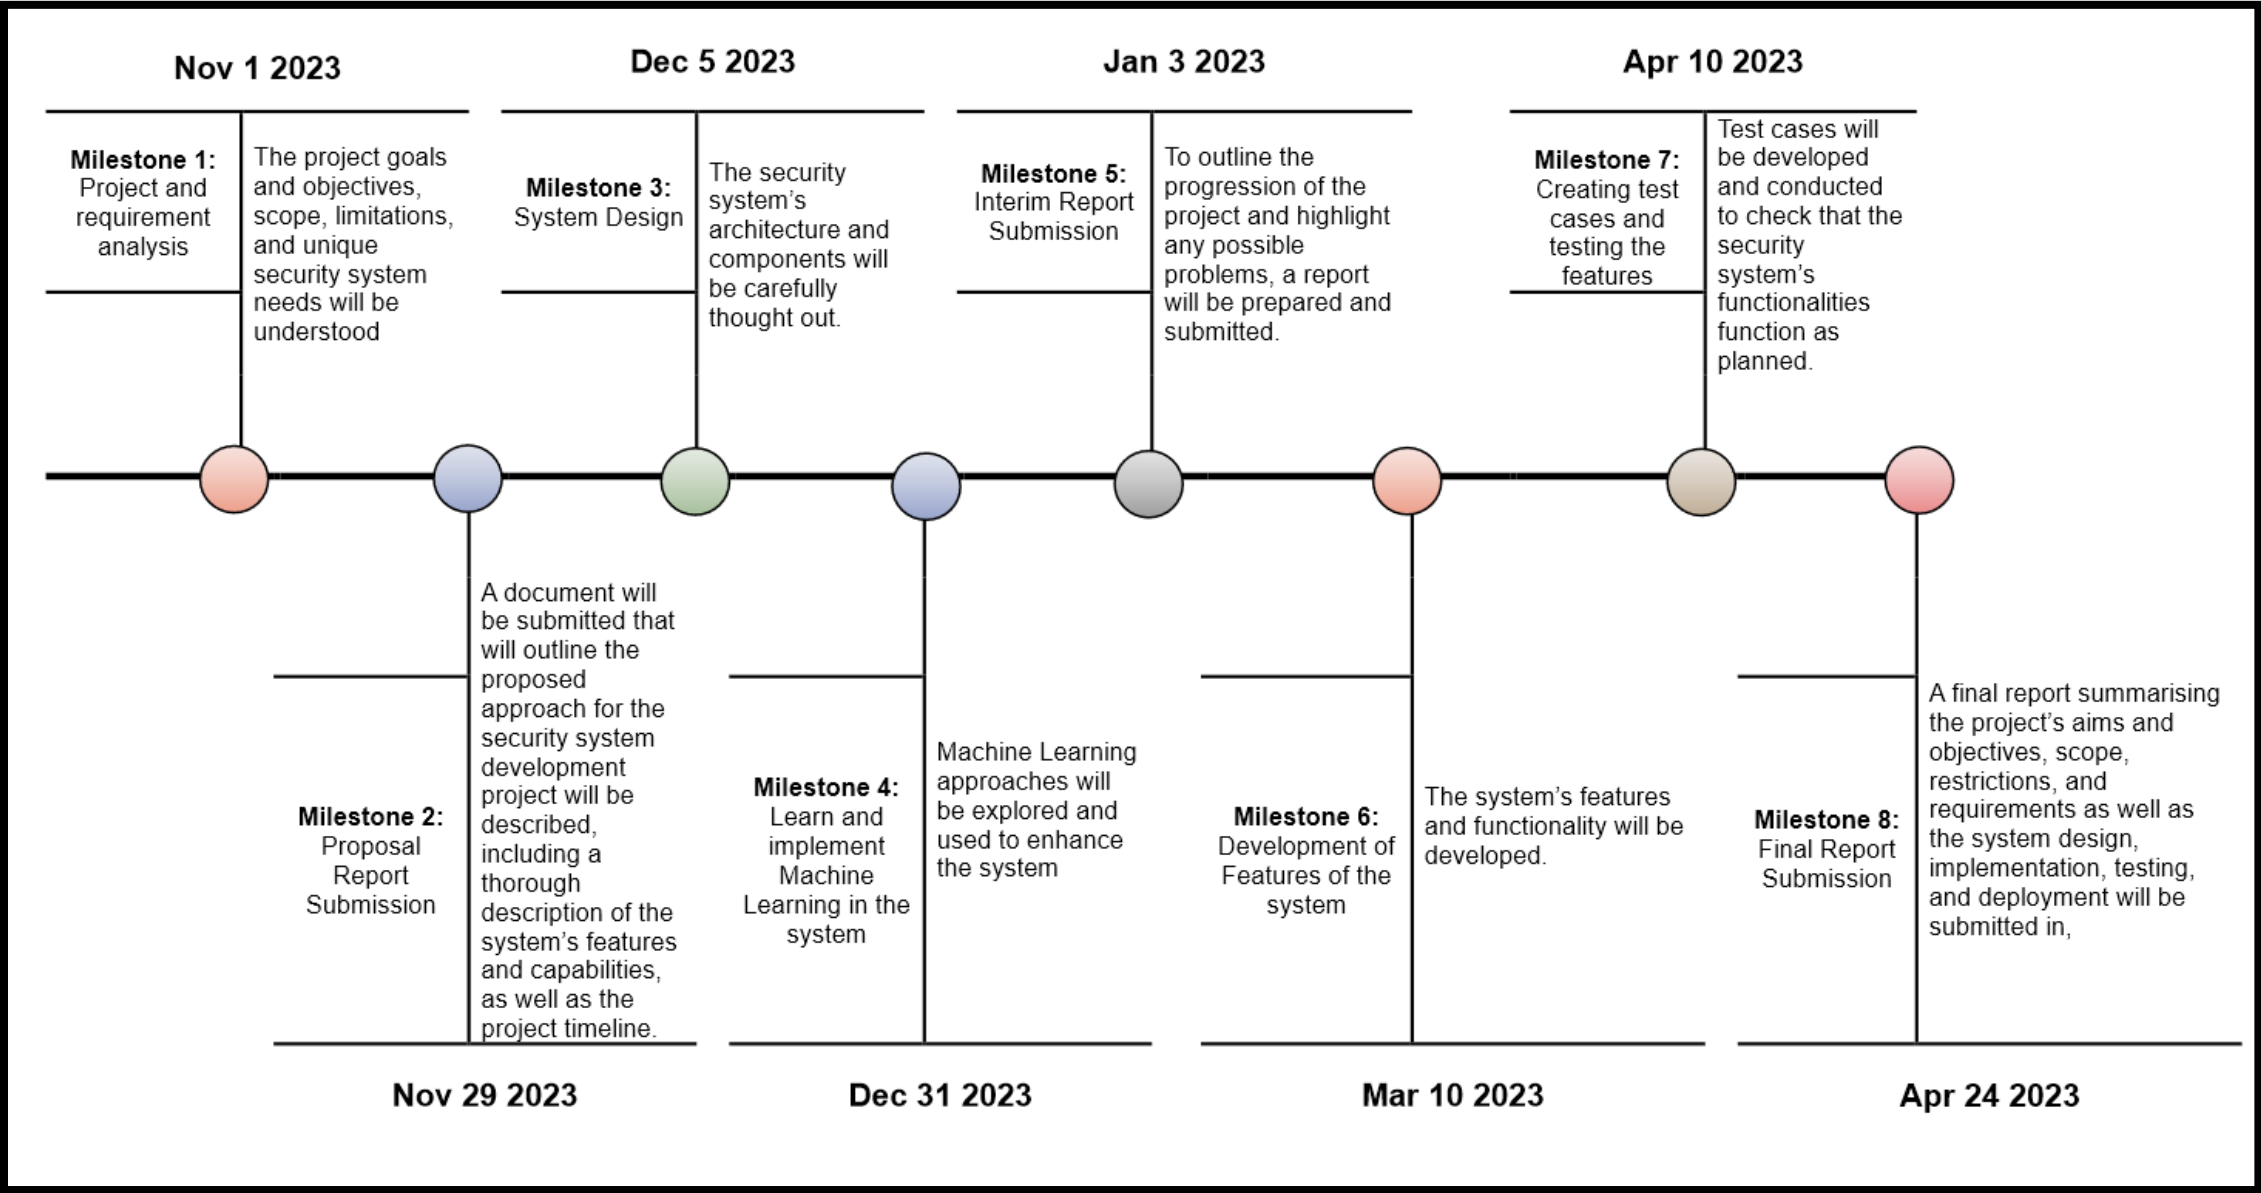 Nov 1 2023
Milestone 1:
Project and
requirement
analysis
The project goals
and objectives,
scope, limitations,
and unique
security system
needs will be
understood
Dec 5 2023
Milestone 3:
System Design
The security
system’s
architecture and
components will
be carefully
thought out.
Jan 3 2023
Milestone 5:
Interim Report
Submission
To outline the
progression of the
project and highlight
any possible
problems, a report
will be prepared and
submitted.
Apr 10 2023
Milestone 7:
Creating test
cases and
testing the
features
Test cases will
be developed
and conducted
to check that the
security
system’s
functionalities
function as
planned.
Milestone 2:
Proposal
Report
Submission
A document will
be submitted that
will outline the
proposed
approach for the
security system
development
project will be
described,
including a
thorough
description of the
system’s features
and capabilities,
as well as the
project timeline.
Nov 29 2023
Milestone 4:
Learn and
implement
Machine
Learning in the
system
Machine Learning
approaches will
be explored and
used to enhance
the system
Dec 31 2023
Milestone 6:
Development of
Features of the
system
The system’s features
and functionality will be
developed.
Mar 10 2023
Milestone 8:
Final Report
Submission
A final report summarising
the project’s aims and
objectives, scope,
restrictions, and
requirements as well as
the system design,
implementation, testing,
and deployment will be
submitted in,
Apr 24 2023